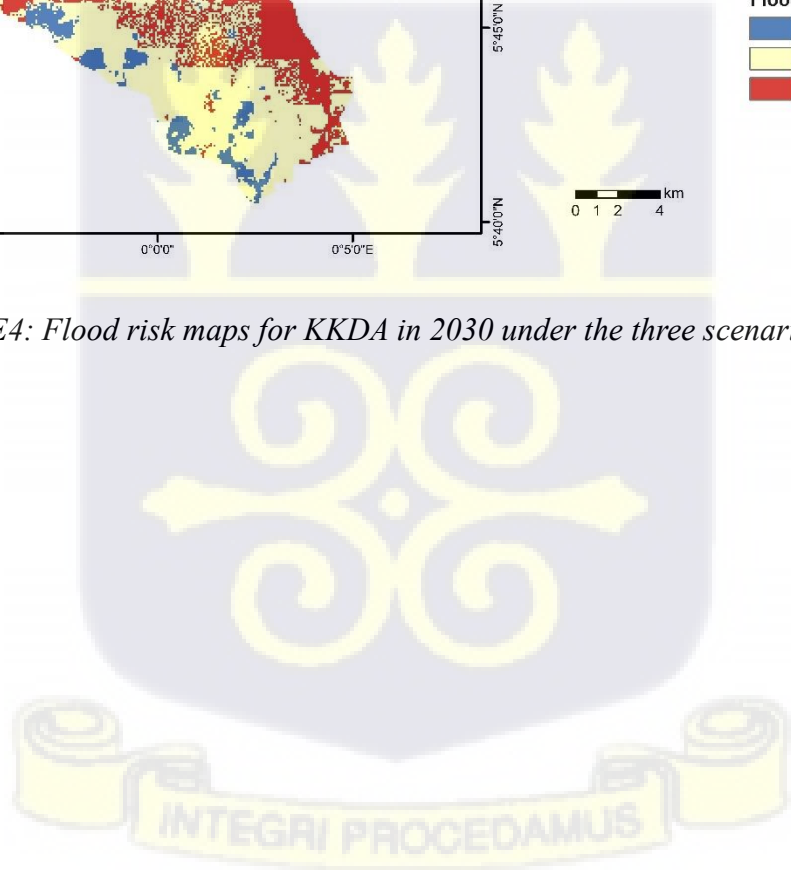 Floo
5°45'0"N
km
0 1 2 4
5°40'0"N
0°0'0"
0°5'0"E
E4: Flood risk maps for KKDA in 2030 under the three scenari
INTEGRI PROCEDAMUS